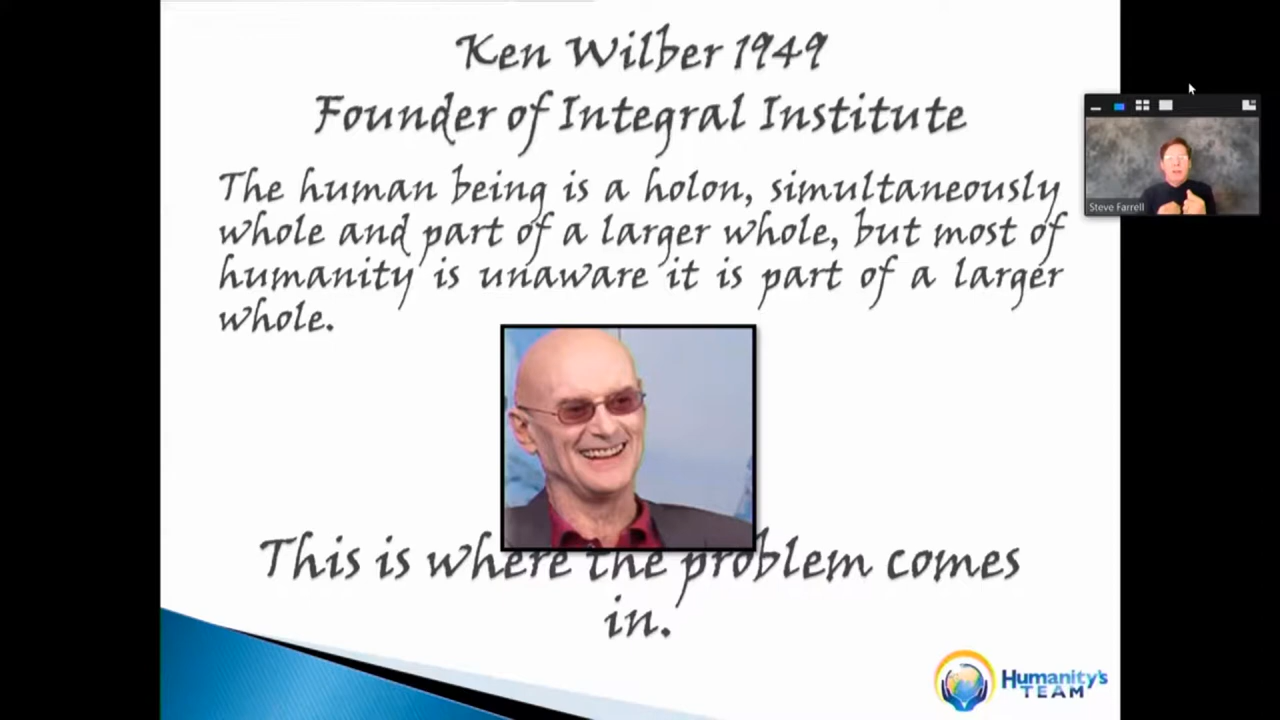 Ken Wilber 1949
Founder of Integral Institute
The human being is a holon, simultaneously
whole and part of a larger whole, but most of
humanity is unaware it is part of a larger
whole.
Steve Farrell
This is where the problem comes
in.
Humanity's
TEAM